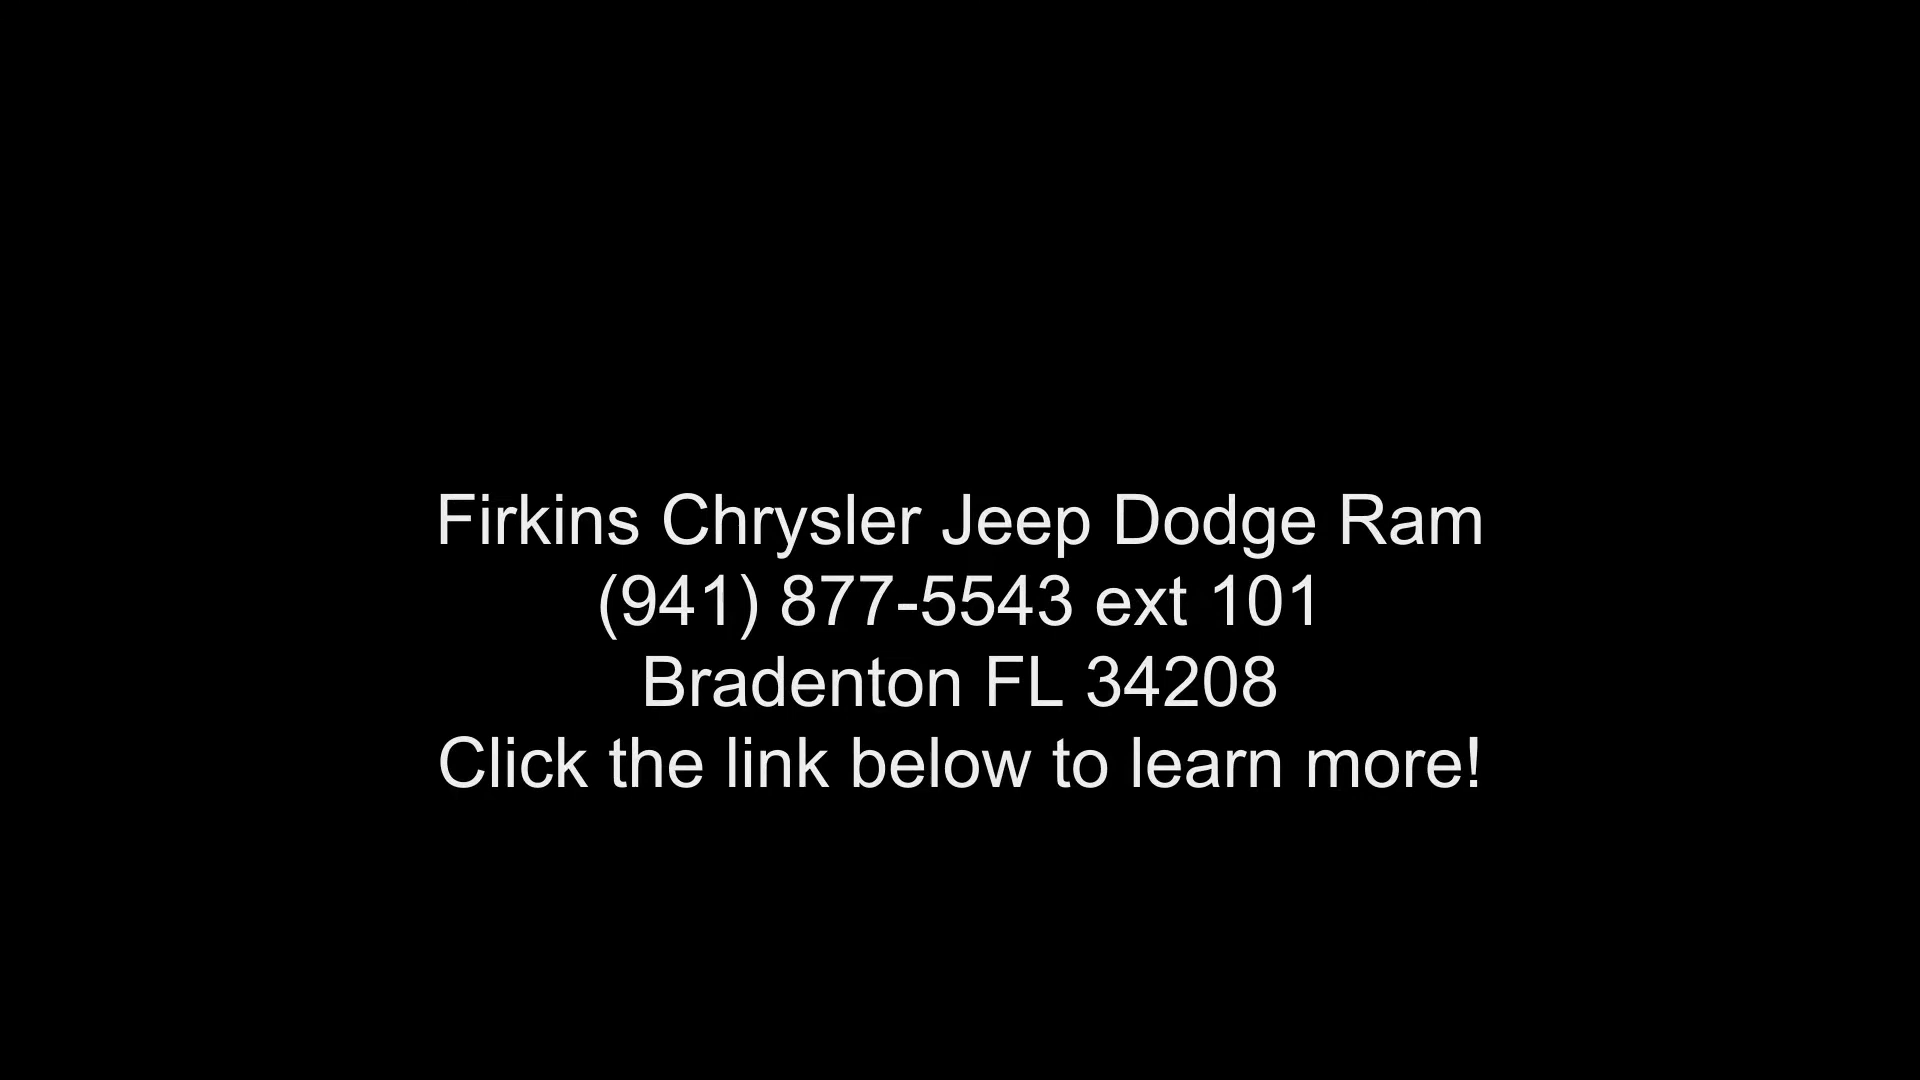 Firkins Chrysler Jeep Dodge Ram
(941) 877-5543 ext 101
Bradenton FL 34208
Click the link below to learn more!